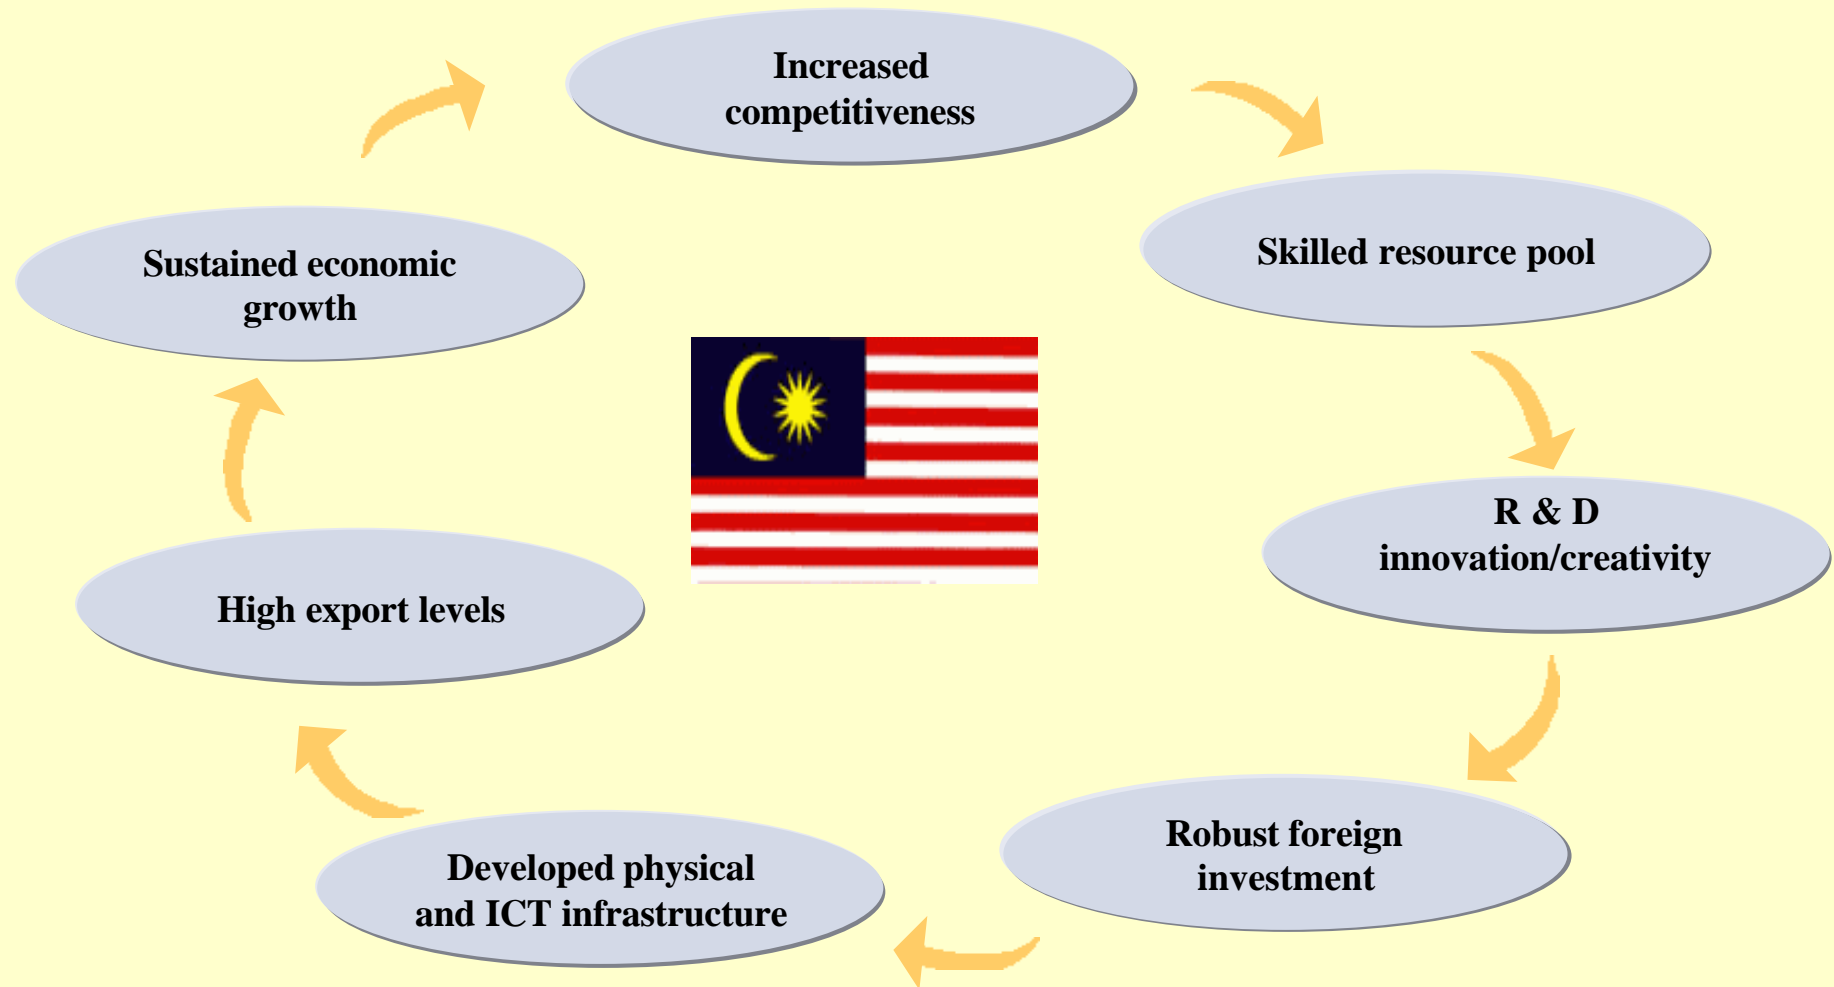 Increased
competitiveness
Skilled resource pool
R & D
innovation/creativity
Robust foreign
investment
Developed physical
and ICT infrastructure
High export levels
Sustained economic
growth